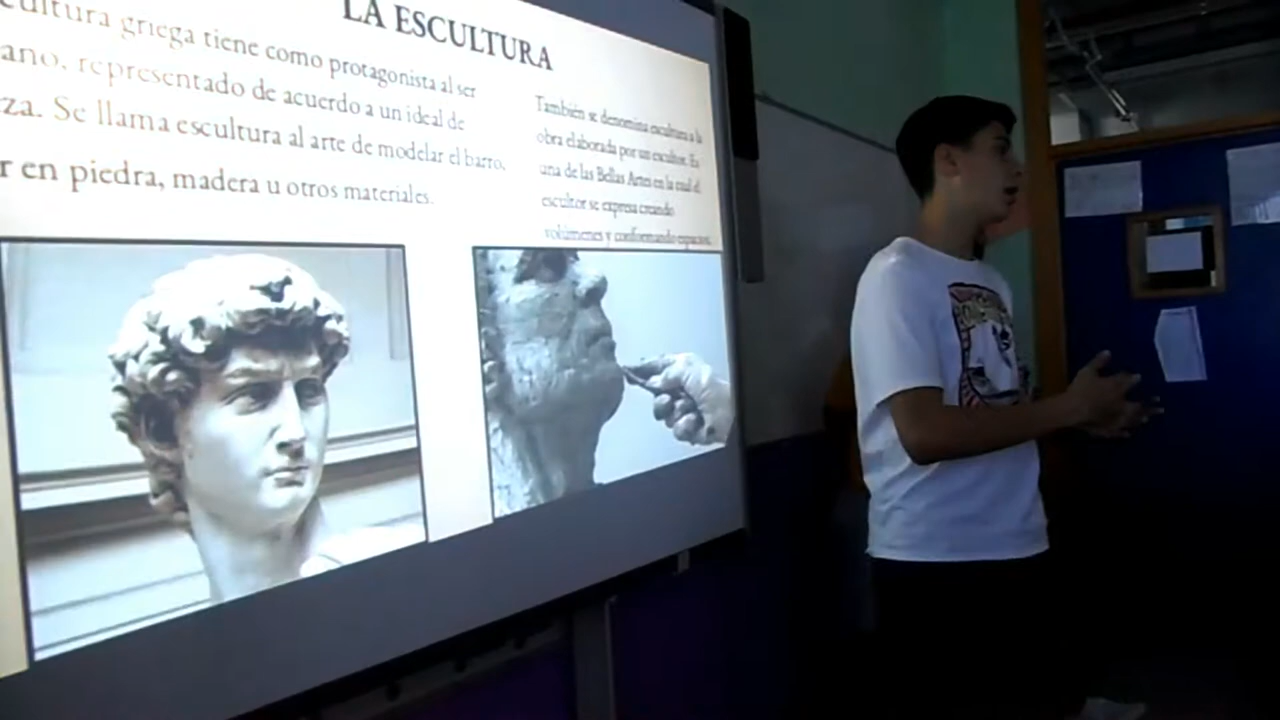 LA ESCULTURA
cultura griega tiene como protagonista al ser
ano, representado de acuerdo a un ideal de
za. Se llama escultura al arte de modelar el barro,
r en piedra, madera u otros materiales.
También se denomina escultura a la
obra elaborada por un escultor. Es
una de las Bellas Artes en la cual el
escultor se expresa creando
volúmenes y conformando espacios.